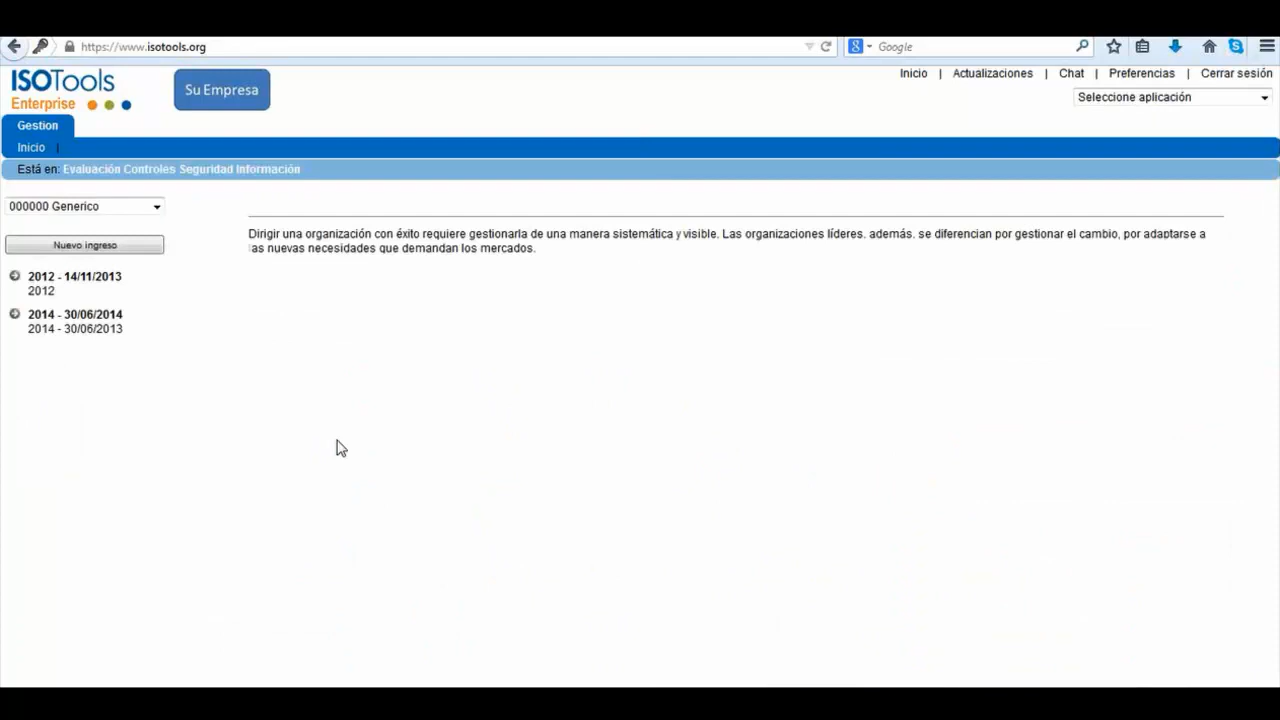 https://www.isotools.org
Google
ISOTools
Enterprise
Su Empresa
Inicio | Actualizaciones | Chat | Preferencias | Cerrar sesión
Seleccione aplicación
Gestion
Inicio |
Está en: Evaluación Controles Seguridad Información
000000 Generico
Nuevo ingreso
2012 - 14/11/2013
2012
2014 - 30/06/2014
2014 - 30/06/2013
Dirigir una organización con éxito requiere gestionarla de una manera sistemática y visible. Las organizaciones líderes. además. se diferencian por gestionar el cambio, por adaptarse a
as nuevas necesidades que demandan los mercados.